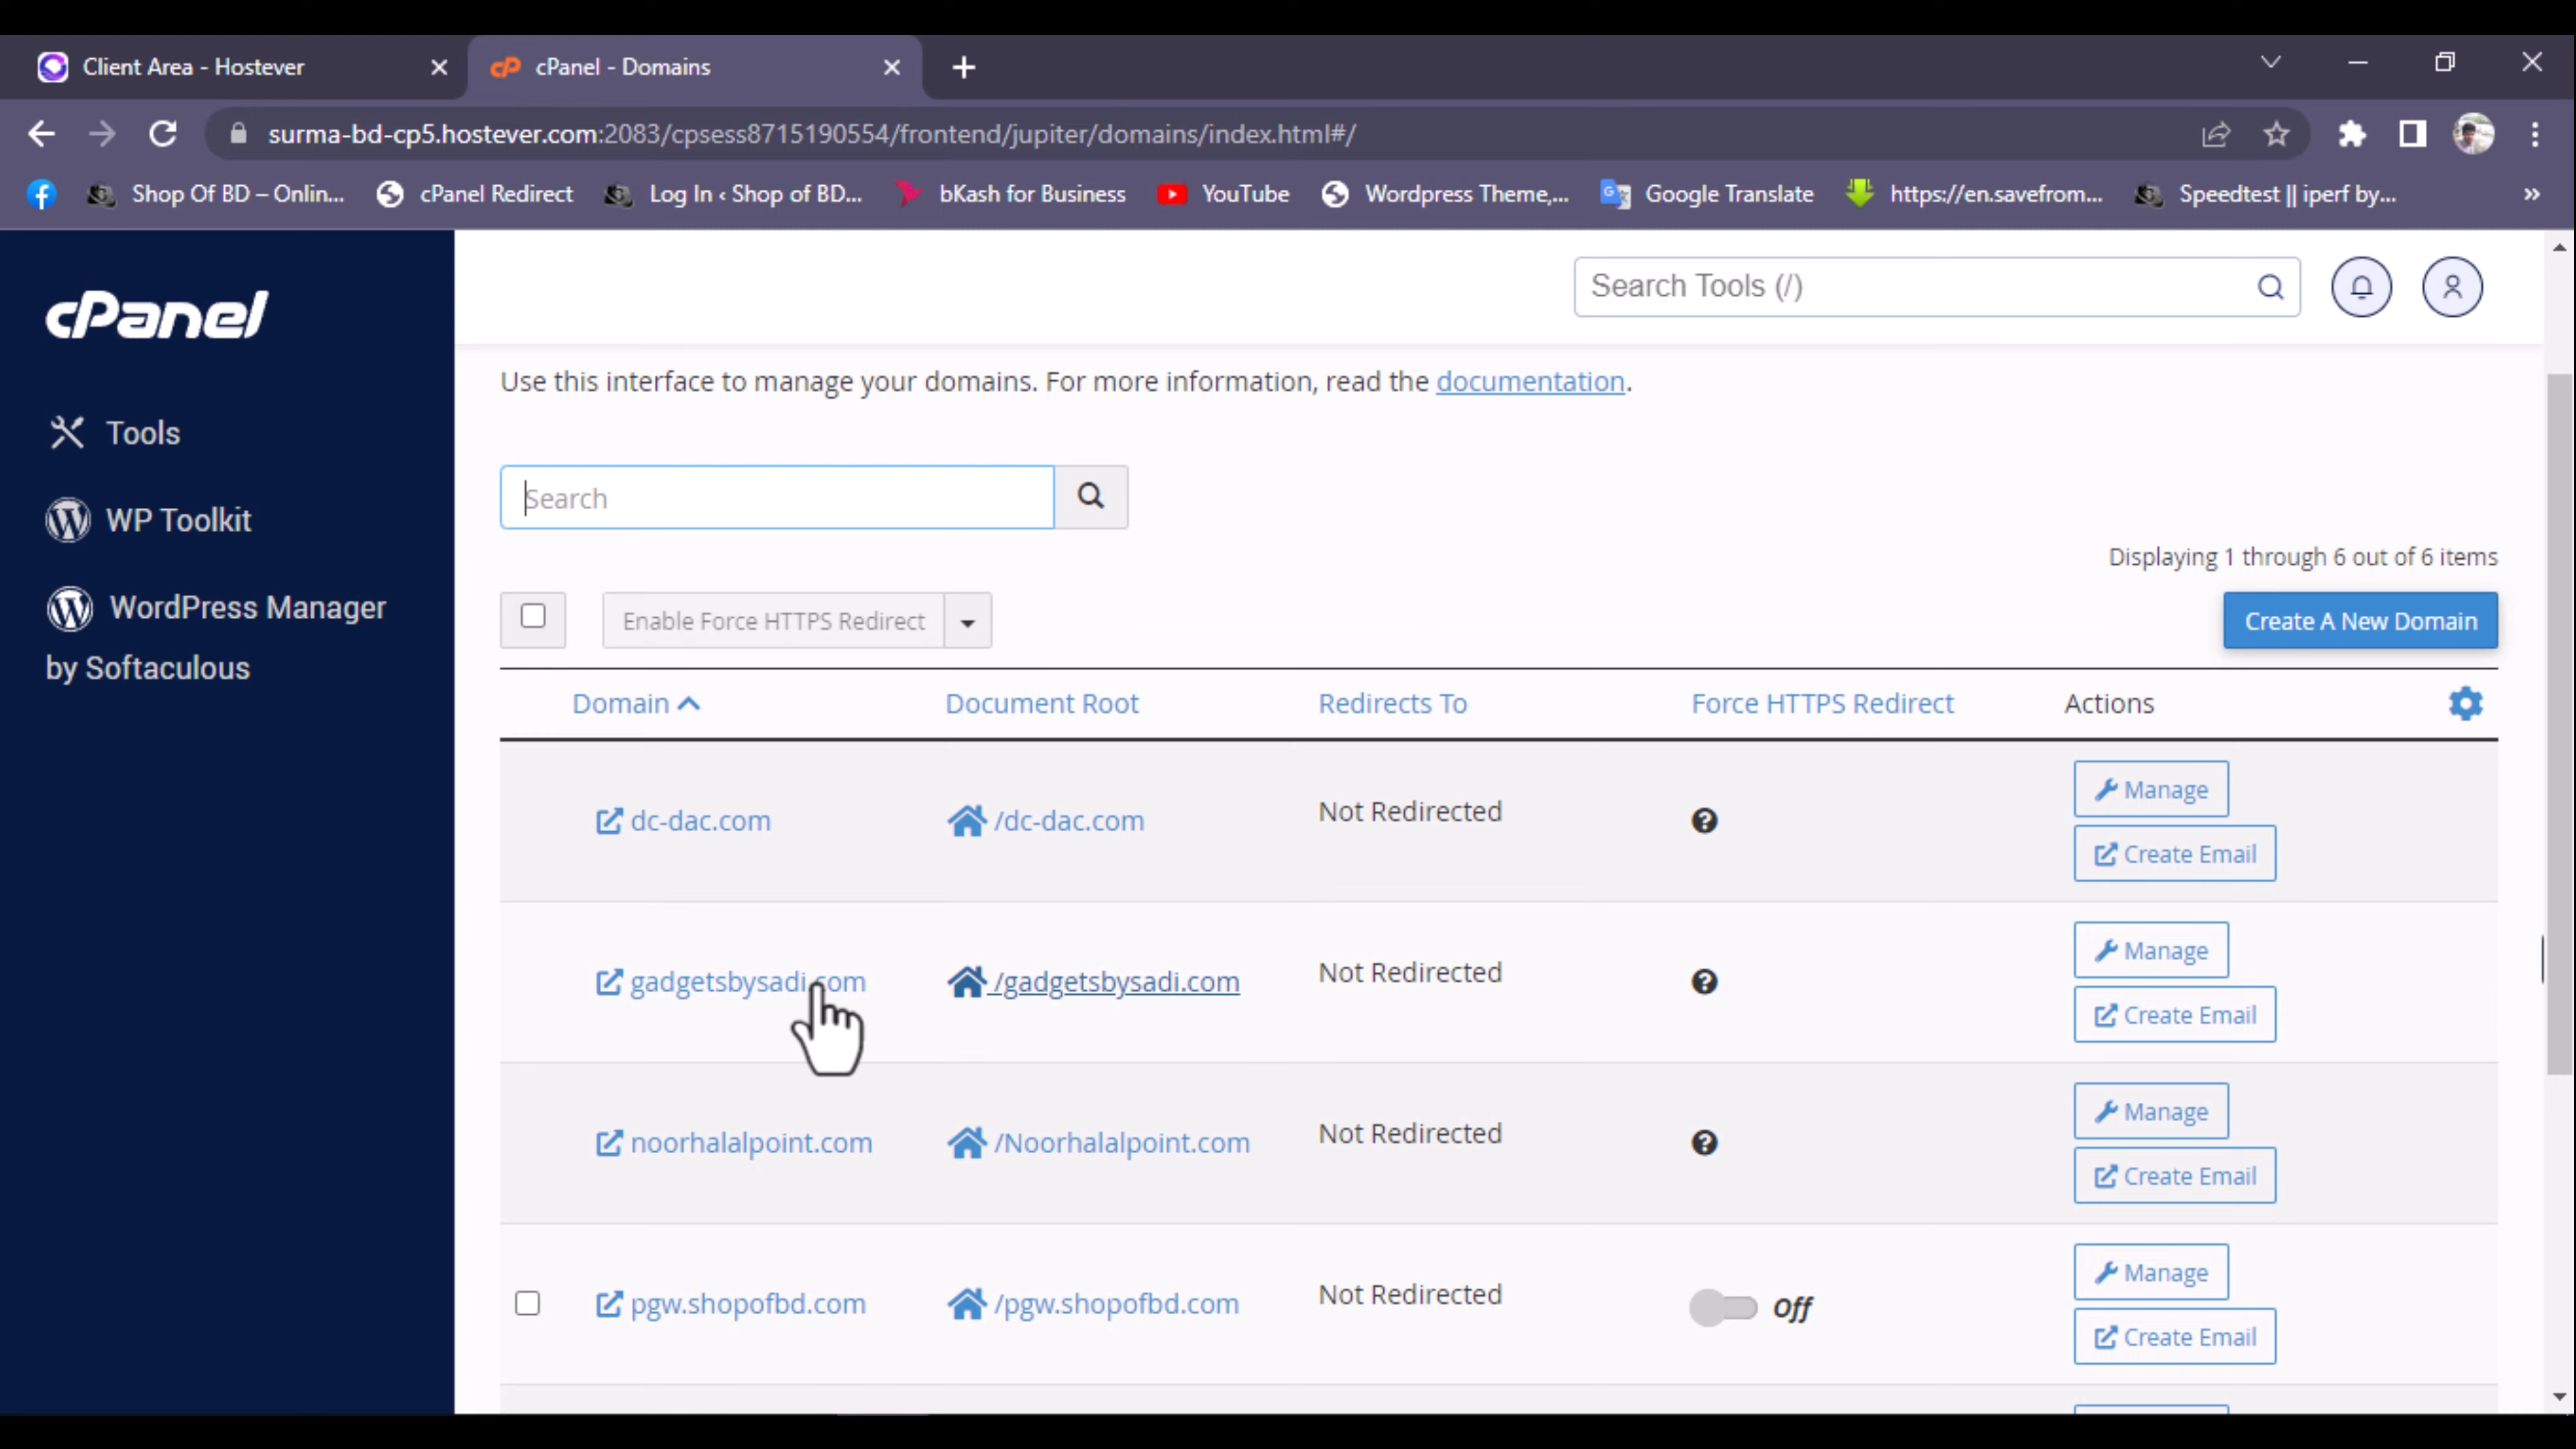 Client Area - Hostever
cPanel - Domains
surma-bd-cp5.hostever.com:2083/cpsess8715190554/frontend/jupiter/domains/index.html#/
Shop Of BD – Onlin... cPanel Redirect Log In ‹ Shop of BD... bKash for Business YouTube Wordpress Theme,... Google Translate https://en.savefrom... Speedtest || iperf by... »
cPanel
Search Tools (/)
Tools
WP Toolkit
WordPress Manager
by Softaculous
Use this interface to manage your domains. For more information, read the documentation.
Search
Displaying 1 through 6 out of 6 items
Enable Force HTTPS Redirect
Create A New Domain
Domain Document Root Redirects To Force HTTPS Redirect Actions
dc-dac.com /dc-dac.com Not Redirected Manage
Create Email
gadgetsbysadi.com /gadgetsbysadi.com Not Redirected Manage
Create Email
noorhalalpoint.com /Noorhalalpoint.com Not Redirected Manage
Create Email
pgw.shopofbd.com /pgw.shopofbd.com Not Redirected Off Manage
Create Email